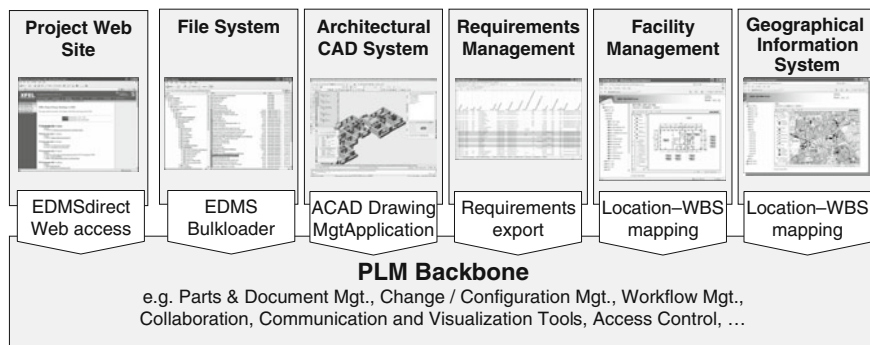 Project Web
Site
File System
Architectural
CAD System
Requirements
Management
Facility
Management
Geographical
Information
System
EDMSdirect
Web access
EDMS
Bulkloader
ACAD Drawing
MgtApplication
Requirements
export
Location–WBS
mapping
Location–WBS
mapping
PLM Backbone
e.g. Parts & Document Mgt., Change / Configuration Mgt., Workflow Mgt.,
Collaboration, Communication and Visualization Tools, Access Control, …